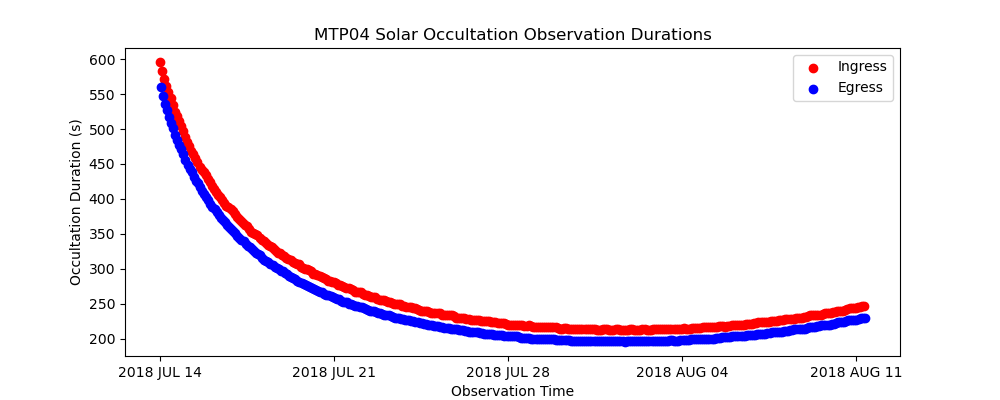 MTP04 Solar Occultation Observation Durations
Ingress
Egress
Occultation Duration (s)
600
550
500
450
400
350
300
250
200
2018 JUL 14
2018 JUL 21
2018 JUL 28
2018 AUG 04
2018 AUG 11
Observation Time